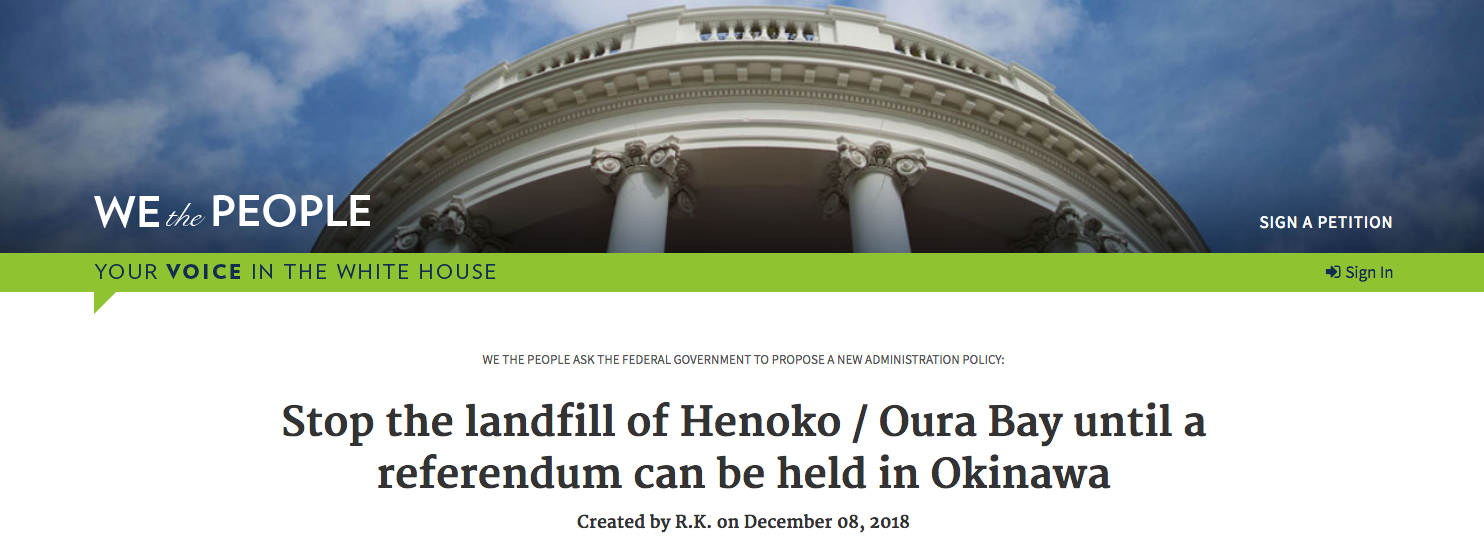 WE the PEOPLE
SIGN A PETITION
YOUR VOICE IN THE WHITE HOUSE
Sign In
WE THE PEOPLE ASK THE FEDERAL GOVERNMENT TO PROPOSE A NEW ADMINISTRATION POLICY:
Stop the landfill of Henoko / Oura Bay until a
referendum can be held in Okinawa
Created by R.K. on December 08, 2018